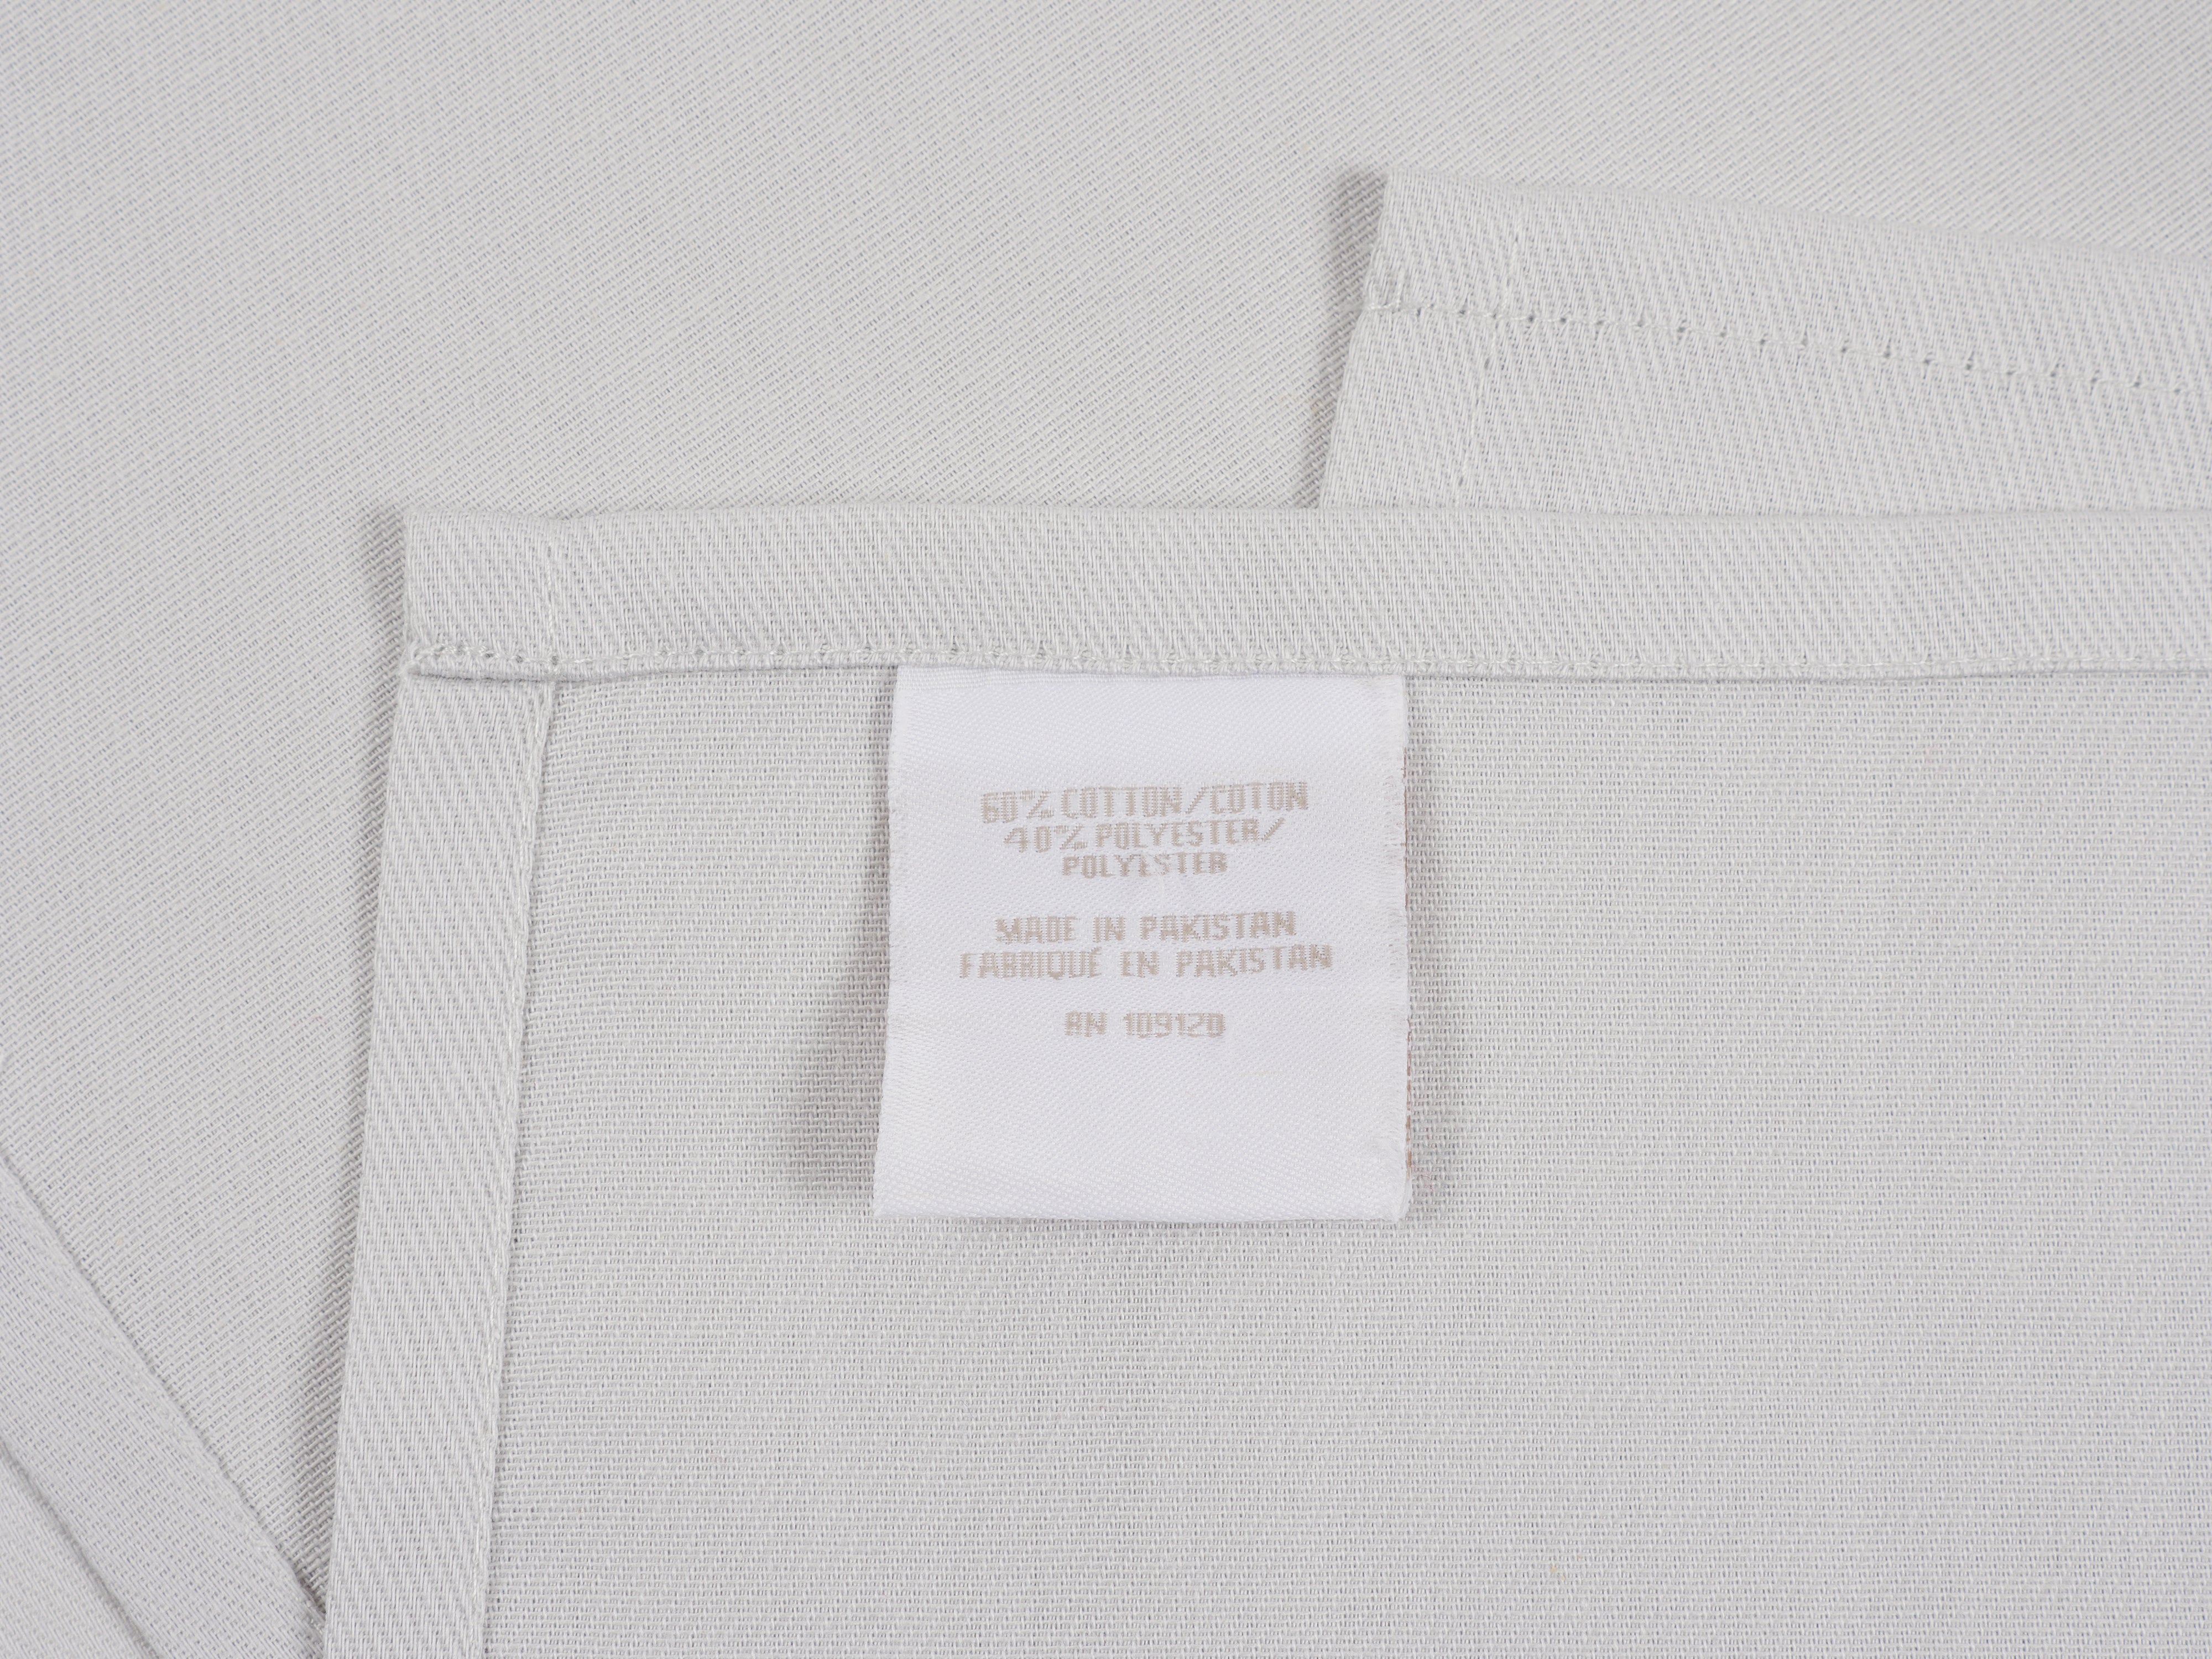 60% COTTON/COTON
40% POLYESTER/
POLYESTER
MADE IN PAKISTAN
FABRIQUÉ EN PAKISTAN
RN 109120